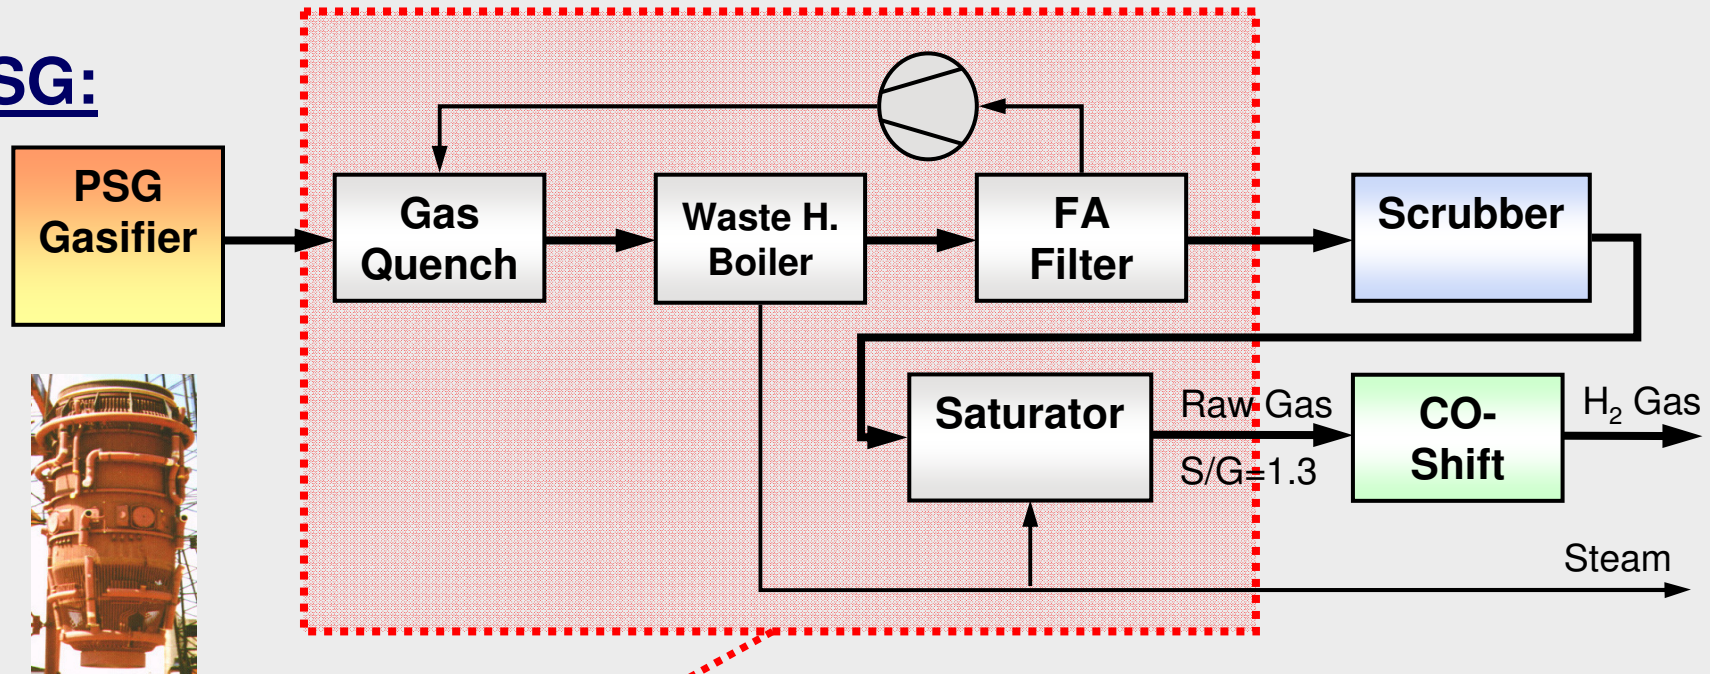 SG:
PSG
Gasifier
Gas
Quench
Waste H.
Boiler
FA
Filter
Scrubber
Saturator
Raw Gas
S/G=1.3
CO-
Shift
H₂ Gas
Steam